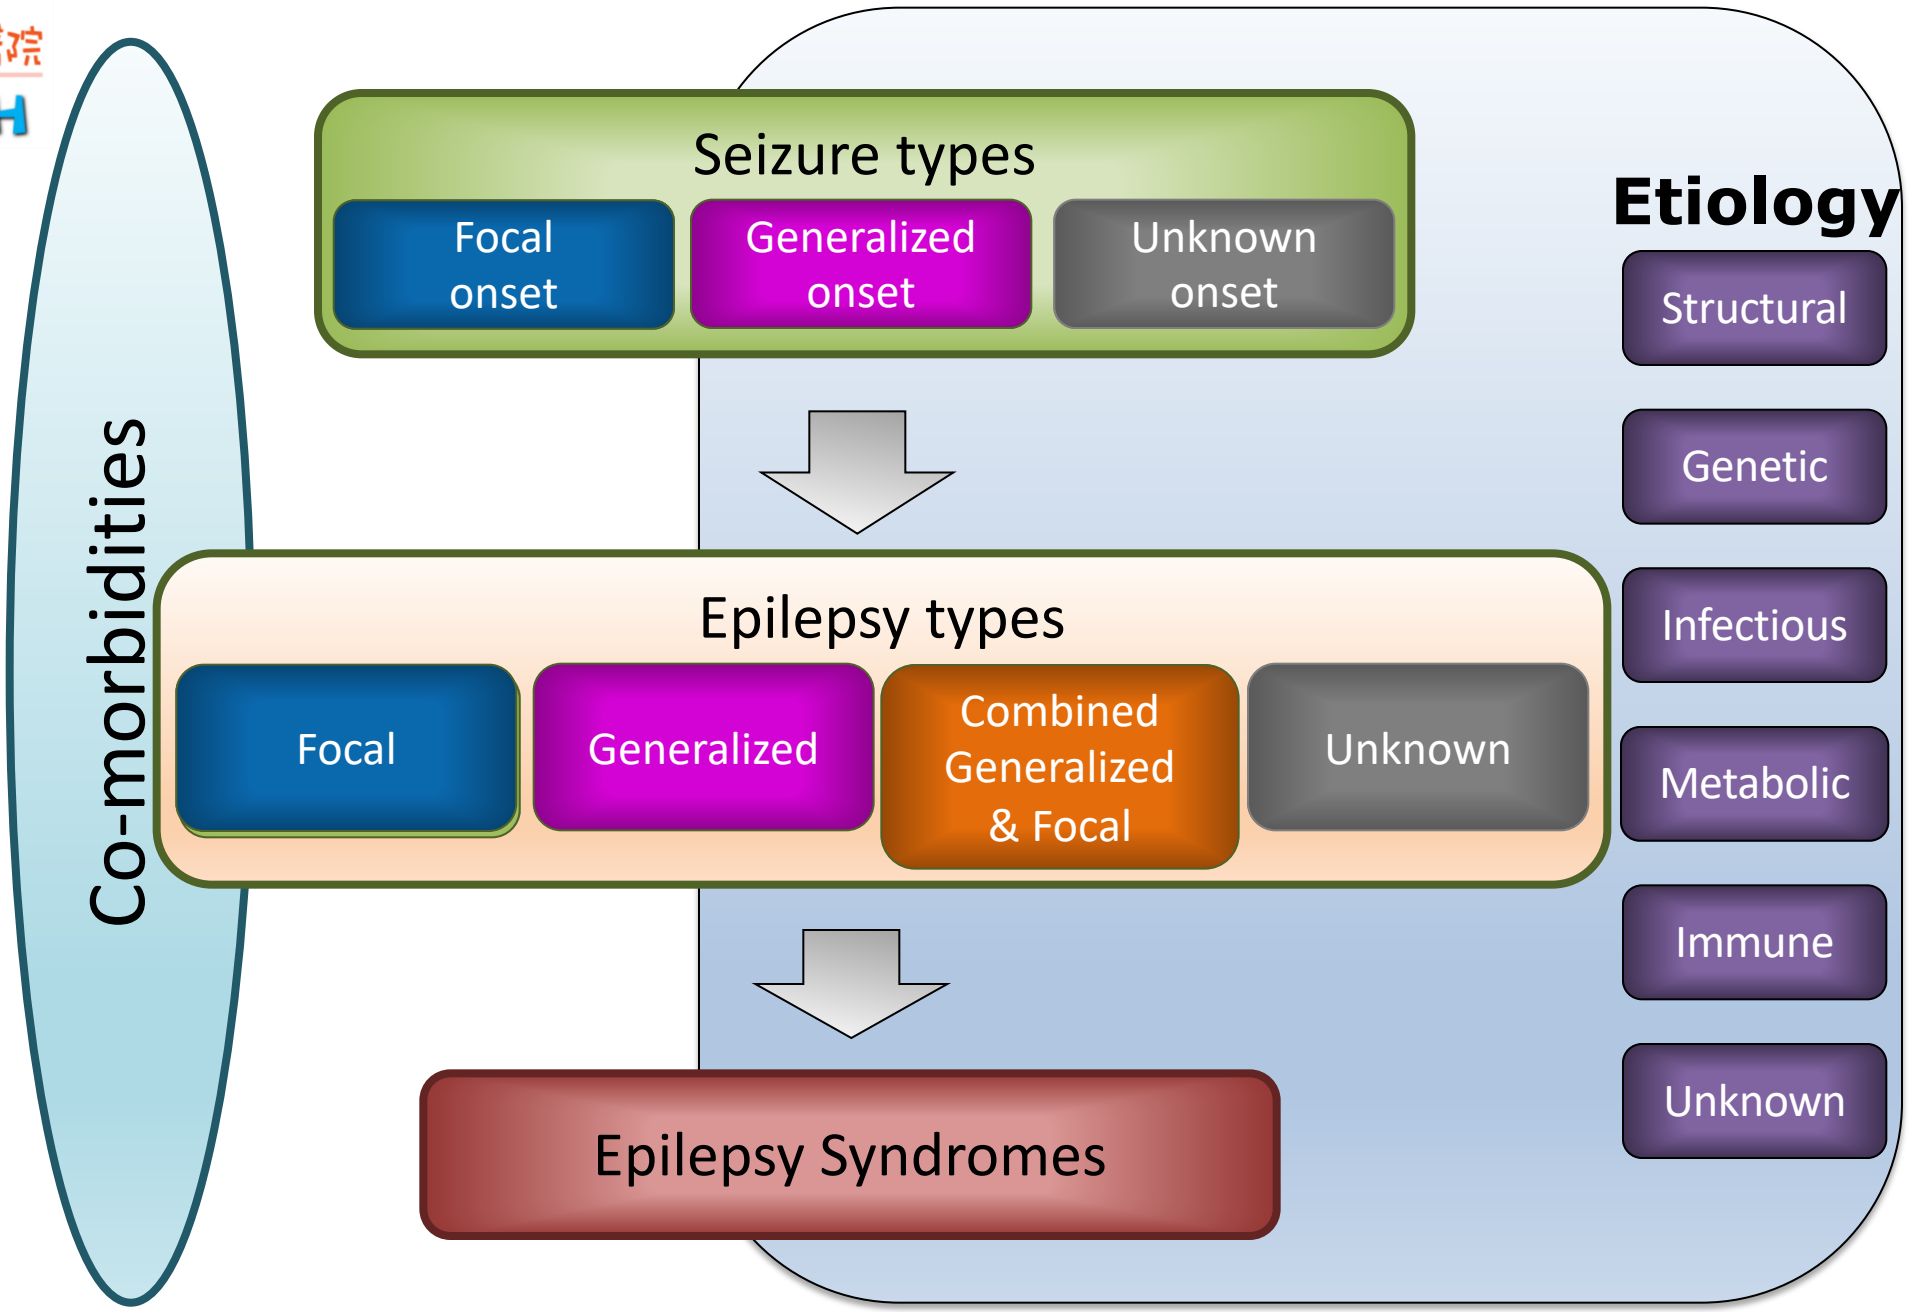 院
H
Seizure types
Focal
onset
Generalized
onset
Unknown
onset
Etiology
Structural
Genetic
Infectious
Metabolic
Immune
Unknown
Co-morbidities
Epilepsy types
Focal
Generalized
Combined
Generalized
& Focal
Unknown
Epilepsy Syndromes